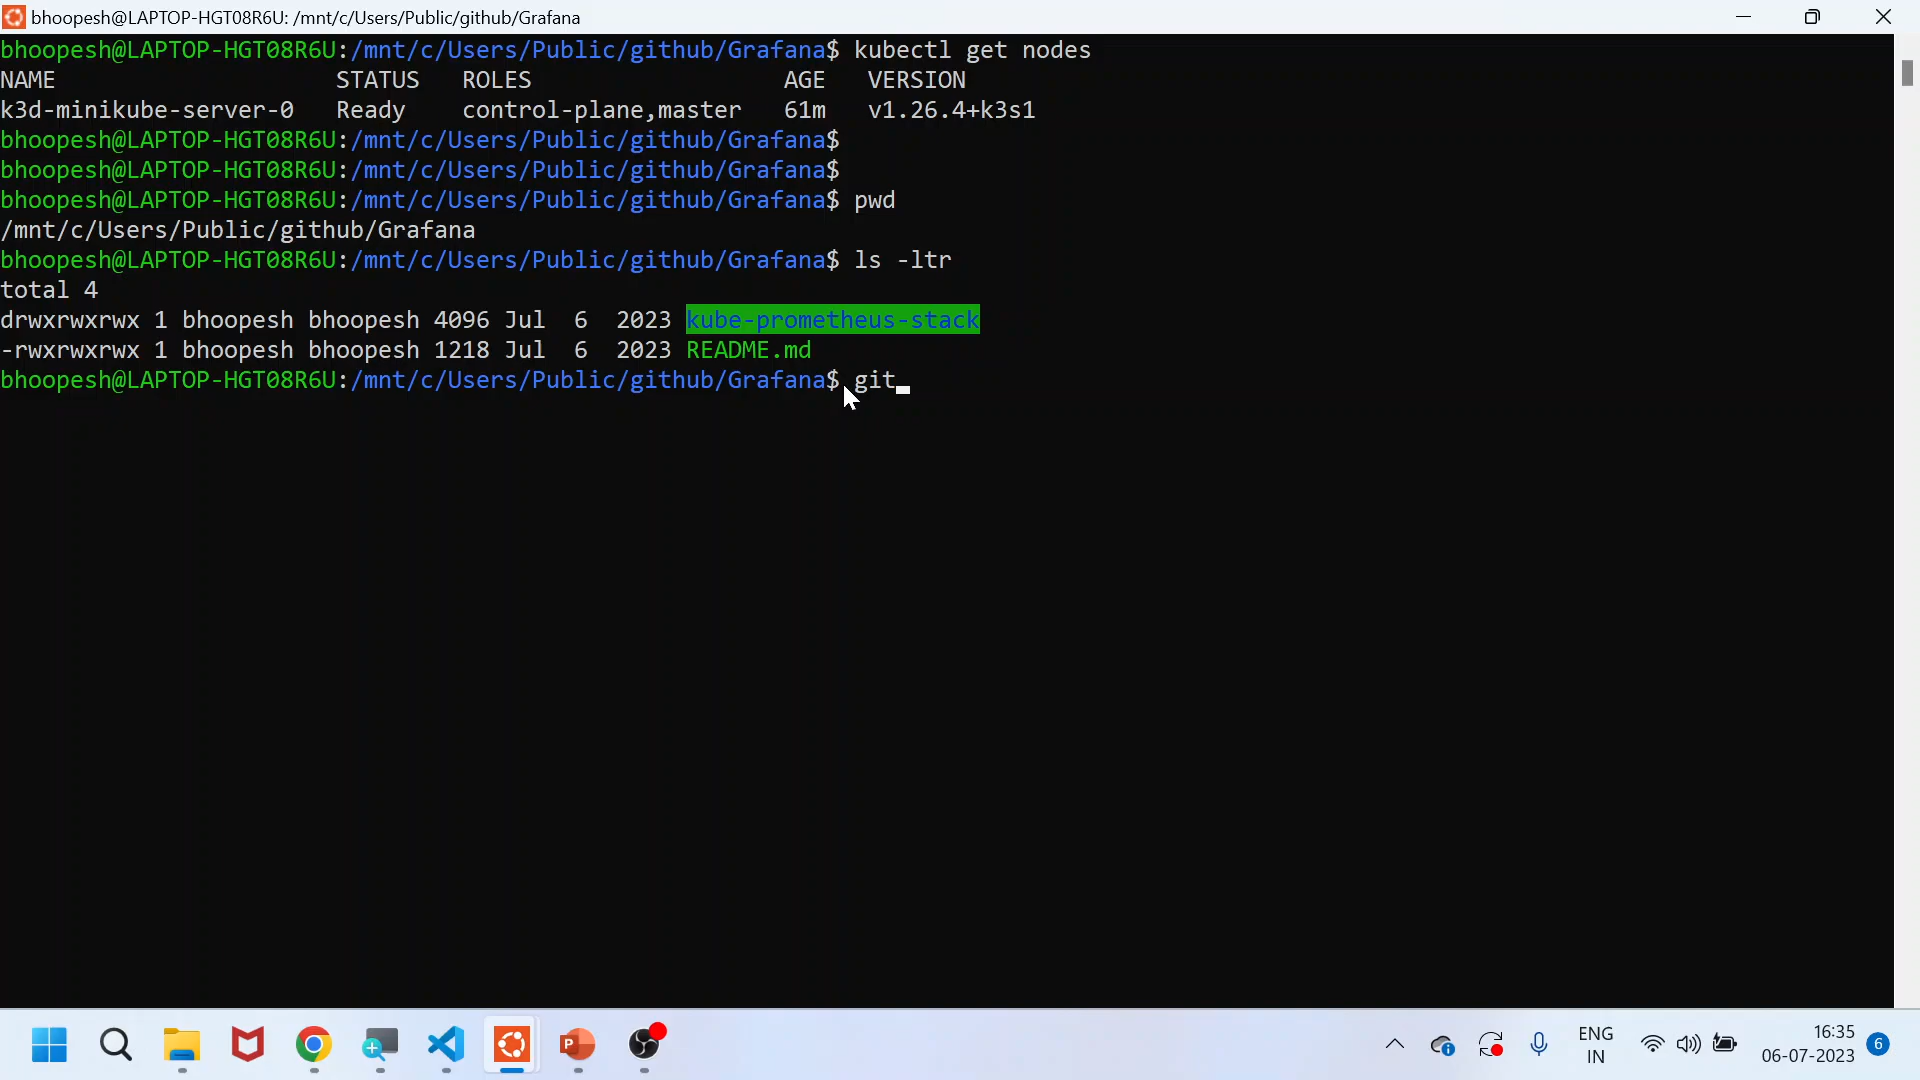 bhoopesh@LAPTOP-HGT08R6U: /mnt/c/Users/Public/github/Grafana
bhoopesh@LAPTOP-HGT08R6U:/mnt/c/Users/Public/github/Grafana$ kubectl get nodes
NAME                    STATUS   ROLES                  AGE   VERSION
k3d-minikube-server-0   Ready    control-plane,master   61m   v1.26.4+k3s1
bhoopesh@LAPTOP-HGT08R6U:/mnt/c/Users/Public/github/Grafana$
bhoopesh@LAPTOP-HGT08R6U:/mnt/c/Users/Public/github/Grafana$
bhoopesh@LAPTOP-HGT08R6U:/mnt/c/Users/Public/github/Grafana$ pwd
/mnt/c/Users/Public/github/Grafana
bhoopesh@LAPTOP-HGT08R6U:/mnt/c/Users/Public/github/Grafana$ ls -ltr
total 4
drwxrwxrwx 1 bhoopesh bhoopesh 4096 Jul  6  2023 kube-prometheus-stack
-rwxrwxrwx 1 bhoopesh bhoopesh 1218 Jul  6  2023 README.md
bhoopesh@LAPTOP-HGT08R6U:/mnt/c/Users/Public/github/Grafana$ git
P
ENG
IN
16:35
06-07-2023
6